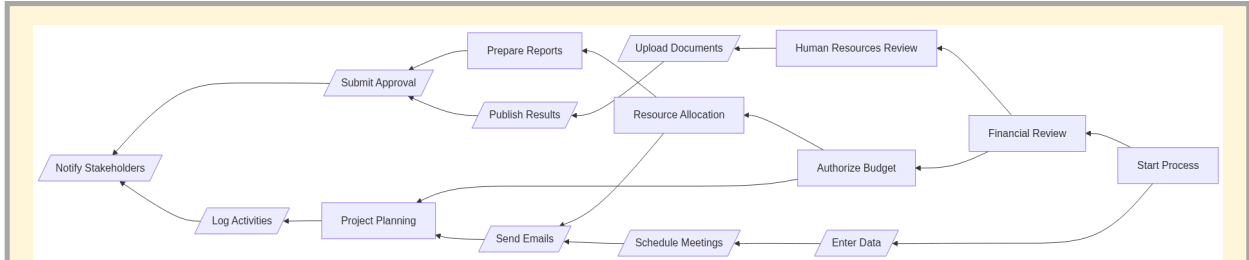 Prepare Reports
Upload Documents
Human Resources Review
Submit Approval
Publish Results
Resource Allocation
Financial Review
Notify Stakeholders
Authorize Budget
Start Process
Log Activities
Project Planning
Send Emails
Schedule Meetings
Enter Data